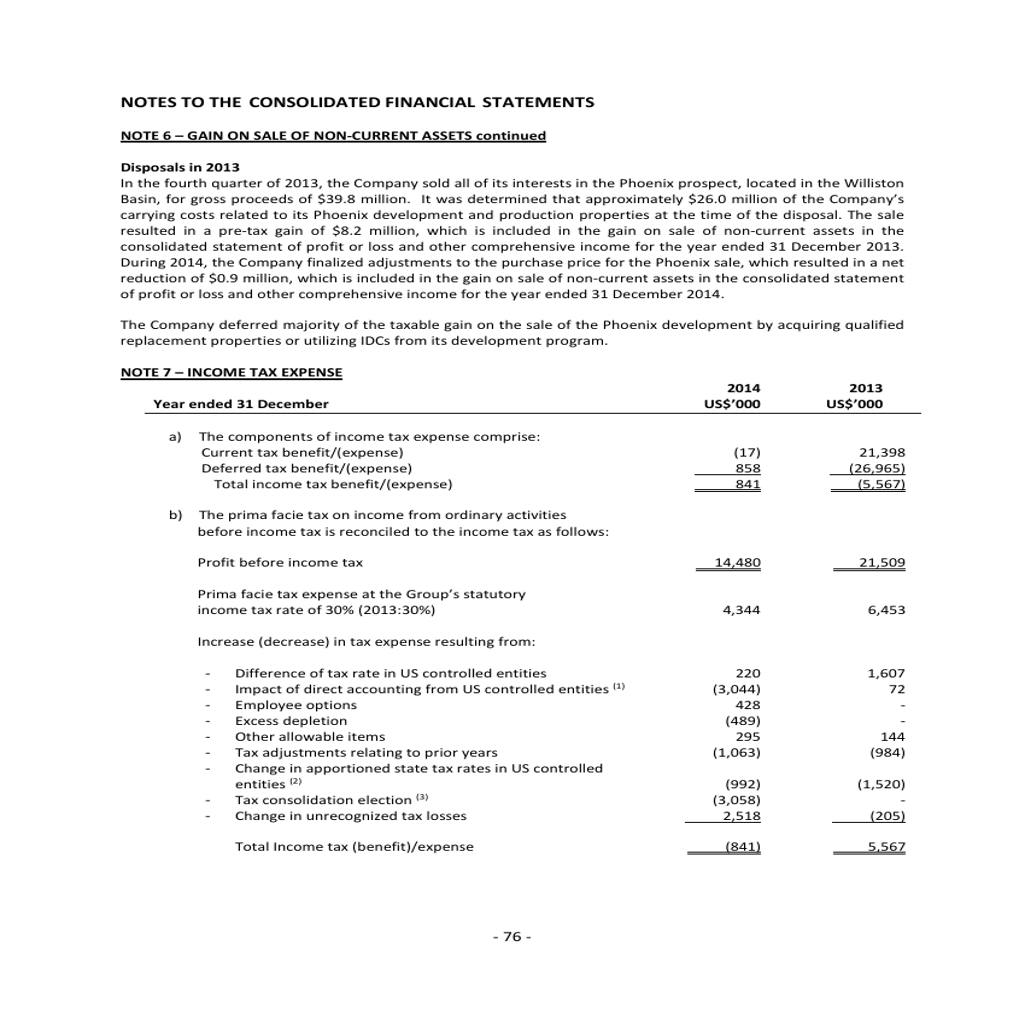 NOTES TO THE CONSOLIDATED FINANCIAL STATEMENTS
NOTE 6 – GAIN ON SALE OF NON-CURRENT ASSETS continued
Disposals in 2013
In the fourth quarter of 2013, the Company sold all of its interests in the Phoenix prospect, located in the Williston
Basin, for gross proceeds of $39.8 million. It was determined that approximately $26.0 million of the Company's
carrying costs related to its Phoenix development and production properties at the time of the disposal. The sale
resulted in a pre-tax gain of $8.2 million, which is included in the gain on sale of non-current assets in the
consolidated statement of profit or loss and other comprehensive income for the year ended 31 December 2013.
During 2014, the Company finalized adjustments to the purchase price for the Phoenix sale, which resulted in a net
reduction of $0.9 million, which is included in the gain on sale of non-current assets in the consolidated statement
of profit or loss and other comprehensive income for the year ended 31 December 2014.
The Company deferred majority of the taxable gain on the sale of the Phoenix development by acquiring qualified
replacement properties or utilizing IDCs from its development program.
NOTE 7 – INCOME TAX EXPENSE
2014 2013
Year ended 31 December US$'000 US$'000
a) The components of income tax expense comprise:
Current tax benefit/(expense) (17) 21,398
Deferred tax benefit/(expense) 858 (26,965)
Total income tax benefit/(expense) 841 (5,567)
b) The prima facie tax on income from ordinary activities
before income tax is reconciled to the income tax as follows:
Profit before income tax 14,480 21,509
Prima facie tax expense at the Group's statutory
income tax rate of 30% (2013:30%) 4,344 6,453
Increase (decrease) in tax expense resulting from:
- Difference of tax rate in US controlled entities 220 1,607
- Impact of direct accounting from US controlled entities (1) (3,044) 72
- Employee options 428 -
- Excess depletion (489) -
- Other allowable items 295 144
- Tax adjustments relating to prior years (1,063) (984)
- Change in apportioned state tax rates in US controlled
entities (2) (992) (1,520)
- Tax consolidation election (3) (3,058) -
- Change in unrecognized tax losses 2,518 (205)
Total Income tax (benefit)/expense (841) 5,567
- 76 -